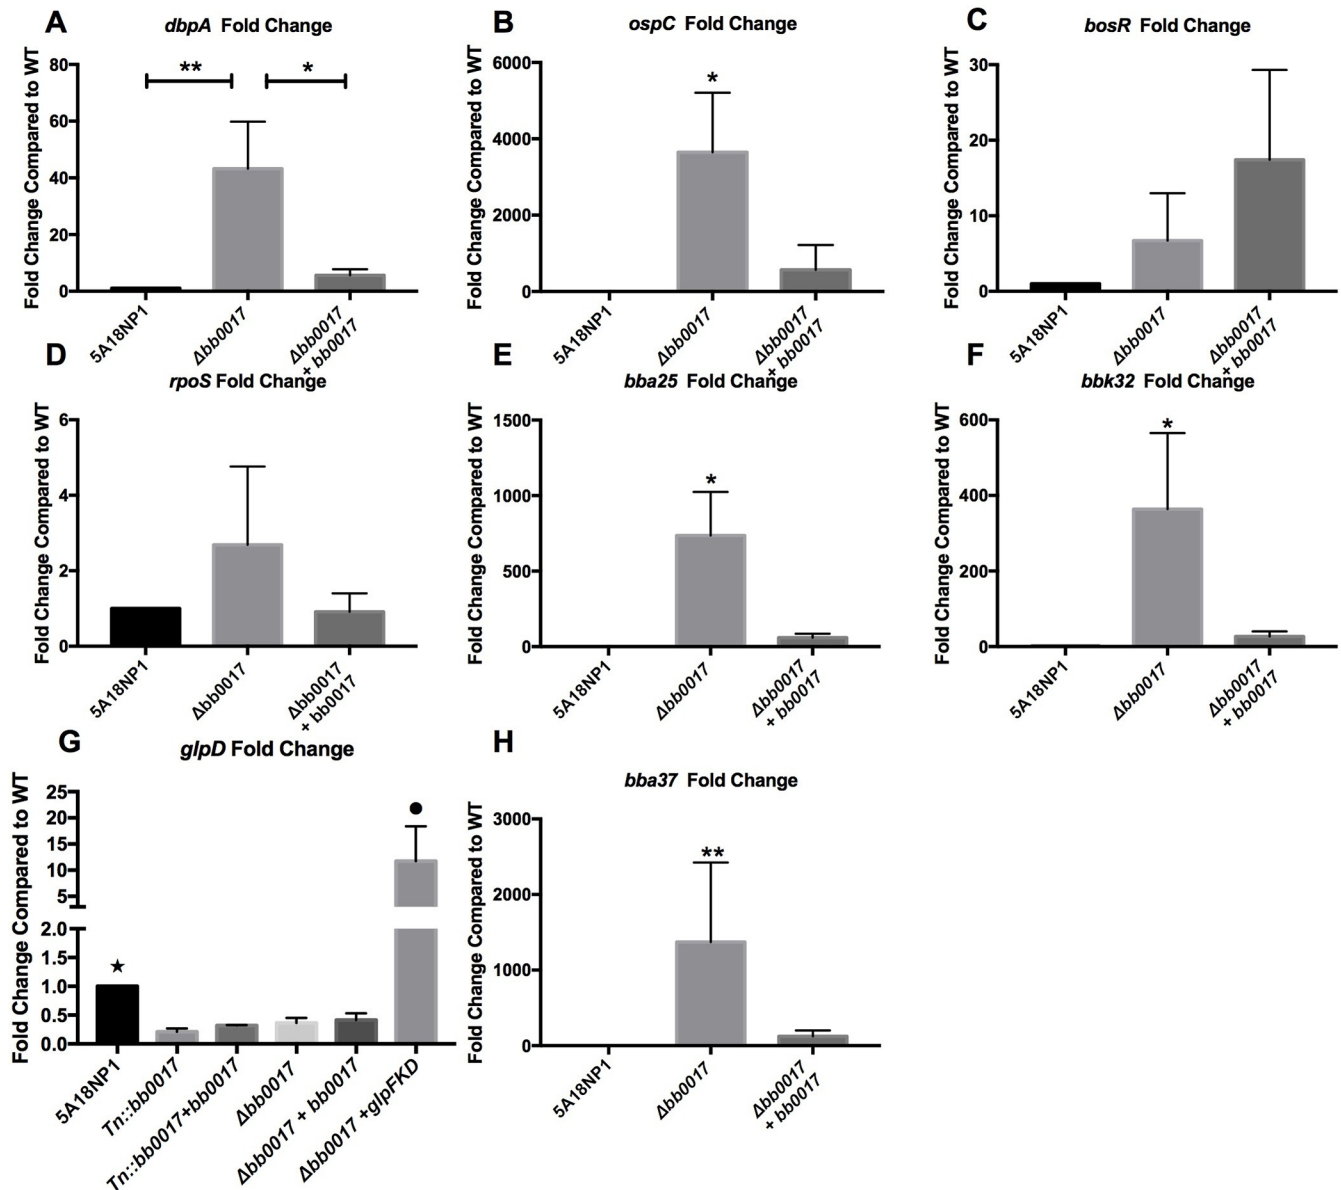 A
dbpA Fold Change
Fold Change Compared to WT
80
60
40
20
0
**
*
5A18NP1
Δbb0017
Δbb0017
+ bb0017
B
ospC Fold Change
Fold Change Compared to WT
6000
4000
2000
0
*
5A18NP1
Δbb0017
Δbb0017
+ bb0017
C
bosR Fold Change
Fold Change Compared to WT
30
20
10
0
5A18NP1
Δbb0017
Δbb0017
+ bb0017
D
rpoS Fold Change
Fold Change Compared to WT
6
4
2
0
5A18NP1
Δbb0017
Δbb0017
+ bb0017
E
bba25 Fold Change
Fold Change Compared to WT
1500
1000
500
0
*
5A18NP1
Δbb0017
Δbb0017
+ bb0017
F
bbk32 Fold Change
Fold Change Compared to WT
600
400
200
0
*
5A18NP1
Δbb0017
Δbb0017
+ bb0017
G
glpD Fold Change
Fold Change Compared to WT
25
20
15
10
5
2.0
1.5
1.0
0.5
0.0
★
●
5A18NP1
Tn::bb0017
Tn::bb0017+bb0017
Δbb0017
Δbb0017 + bb0017
Δbb0017 +glpFKD
H
bba37 Fold Change
Fold Change Compared to WT
3000
2000
1000
0
**
5A18NP1
Δbb0017
Δbb0017
+ bb0017